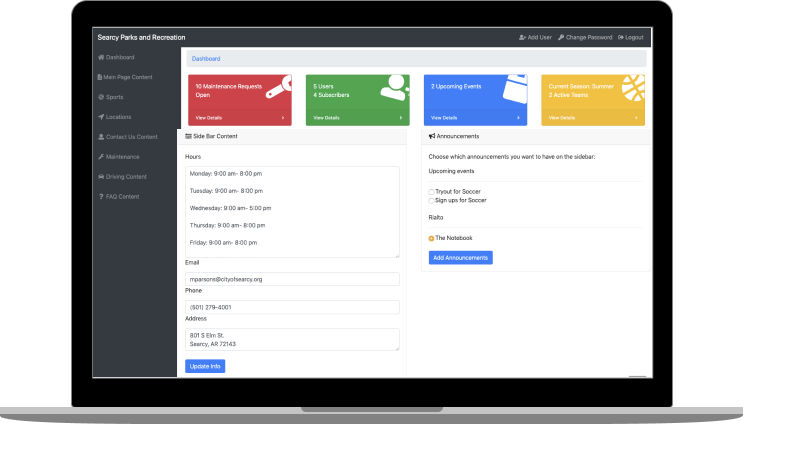 Searcy Parks and Recreation
Add User Change Password Logout
Dashboard
Main Page Content
Sports
Locations
Contact Us Content
Maintenance
Driving Content
FAQ Content
Dashboard
10 Maintenance Requests
Open
View Details
5 Users
4 Subscribers
View Details
2 Upcoming Events
View Details
Current Season: Summer
2 Active Teams
View Details
Side Bar Content
Hours
Monday: 9:00 am- 8:00 pm
Tuesday: 9:00 am- 8:00 pm
Wednesday: 9:00 am- 5:00 pm
Thursday: 9:00 am- 8:00 pm
Friday: 9:00 am- 8:00 pm
Email
mparsons@cityofsearcy.org
Phone
(501) 279-4001
Address
801 S Elm St.
Searcy, AR 72143
Update Info
Announcements
Choose which announcements you want to have on the sidebar:
Upcoming events
Tryout for Soccer
Sign ups for Soccer
Rialto
The Notebook
Add Announcements